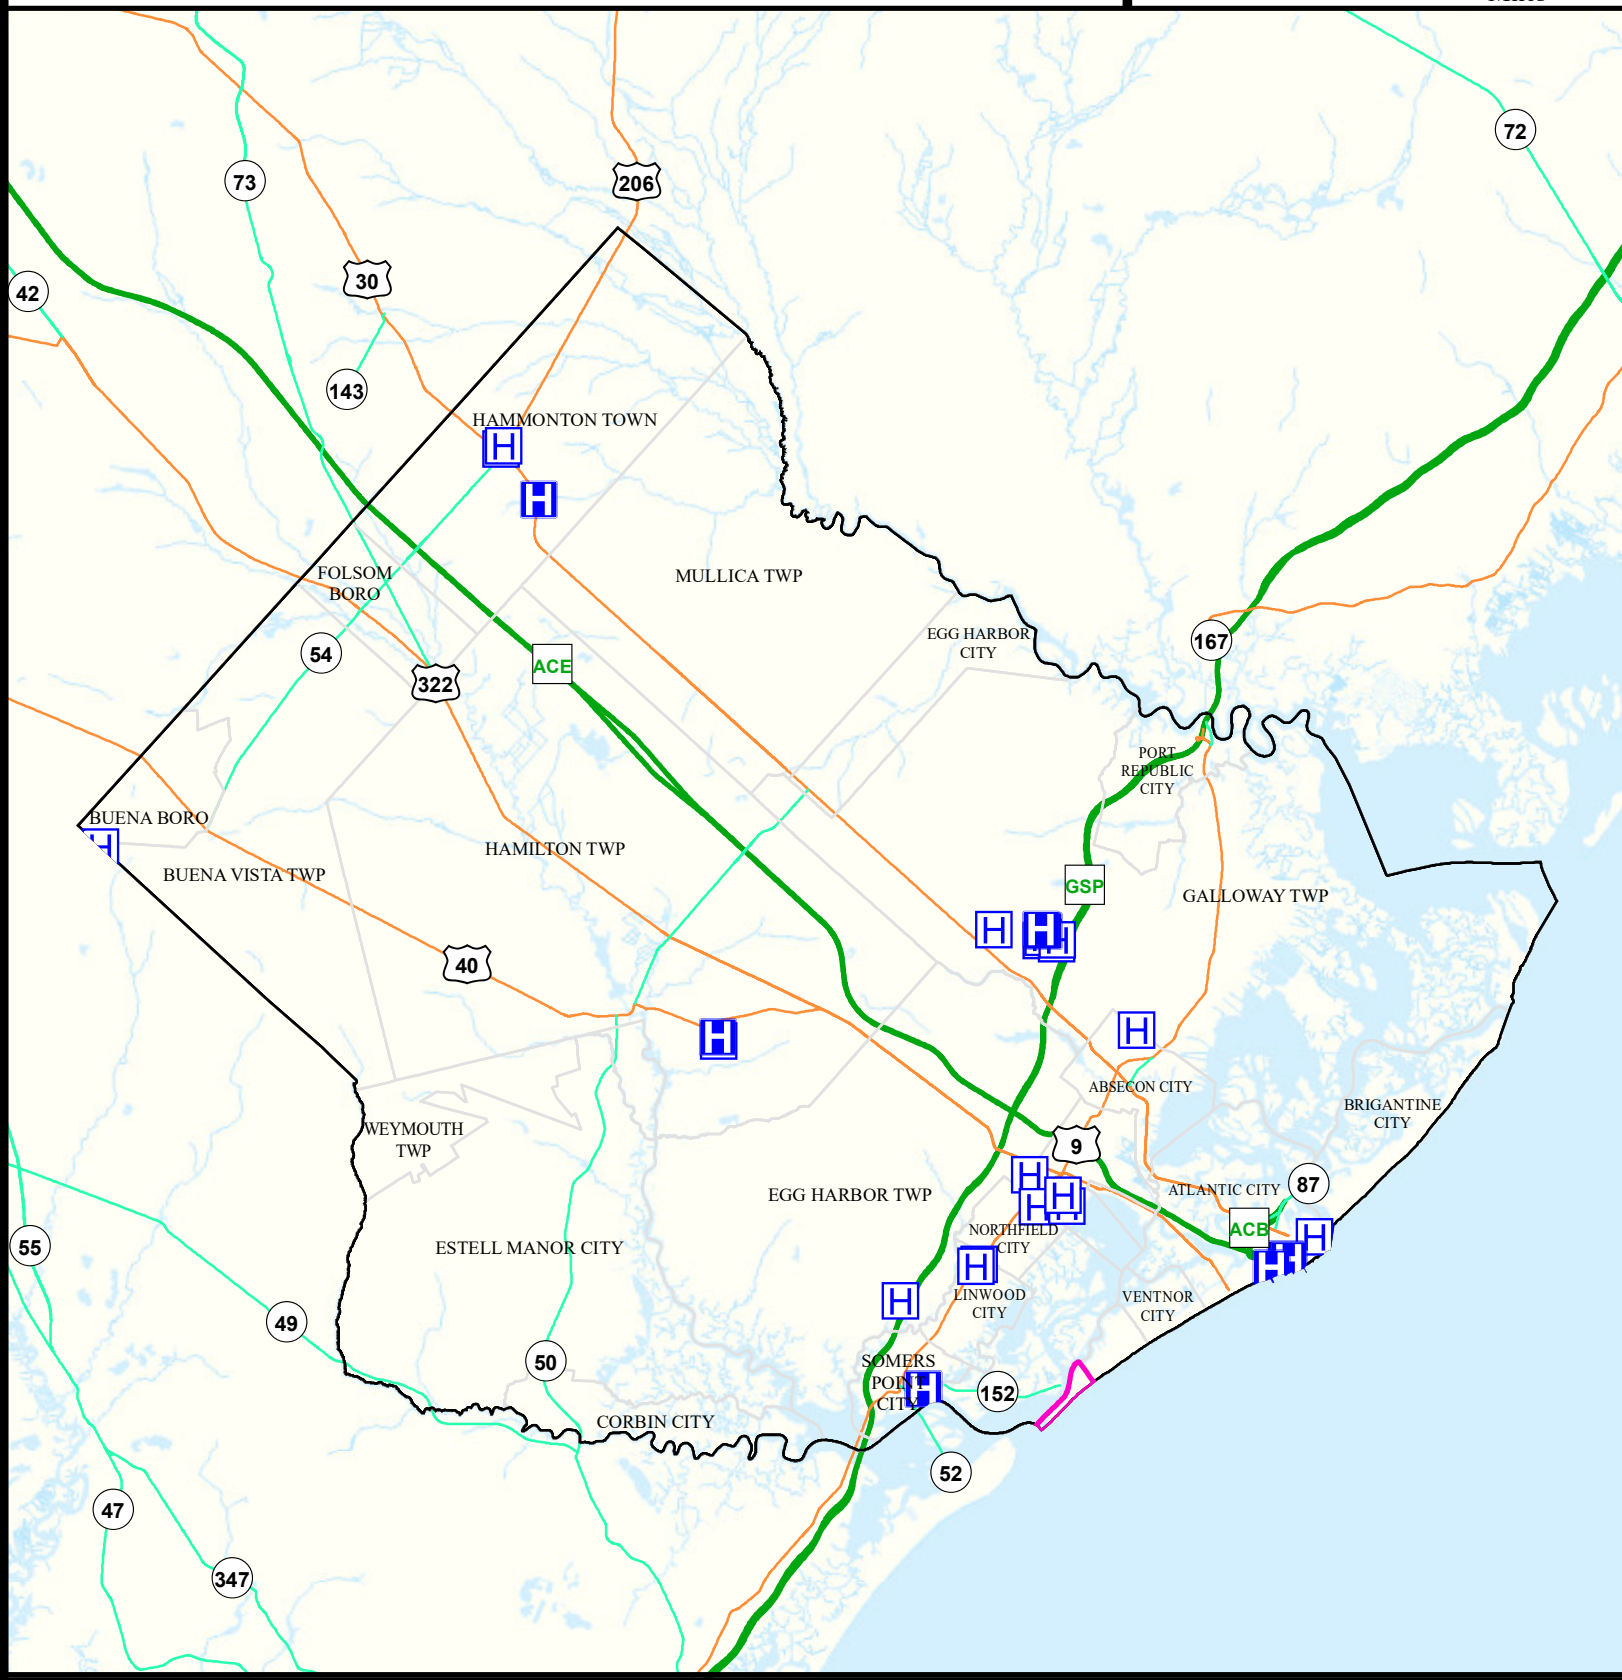 72
73
206
30
42
143
HAMMONTON TOWN
H
H
FOLSOM
BORO
MULLICA TWP
EGG HARBOR
CITY
54
167
ACE
322
PORT
REPUBLIC
CITY
BUENA BORO
H
HAMILTON TWP
BUENA VISTA TWP
GSP
GALLOWAY TWP
H
H
H
40
H
H
ABSECON CITY
BRIGANTINE
CITY
WEYMOUTH
TWP
9
H
EGG HARBOR TWP
H
H
ATLANTIC CITY
87
NORTHFIELD
CITY
ACB
H
55
ESTELL MANOR CITY
H
H
H
LINWOOD
CITY
VENTNOR
CITY
49
50
SOMERS
POINT
CITY
H
152
CORBIN CITY
52
47
347